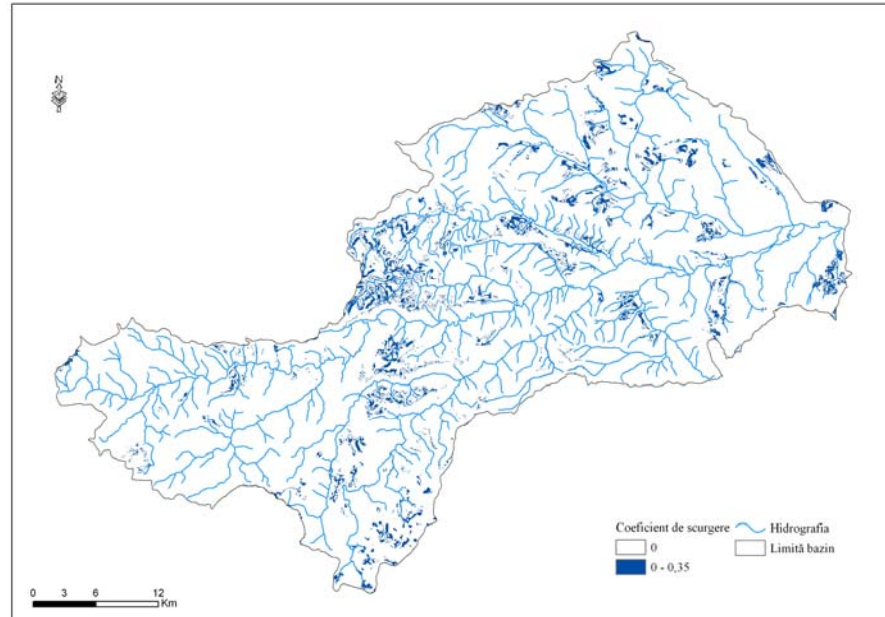 N
Coeficient de scurgere
0
0 - 0,35
Hidrografia
Limită bazin
0 3 6 12
Km